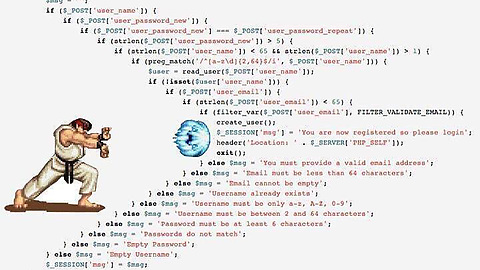 $msg = '';
if ($_POST['user_name']) {
if ($_POST['user_password_new']) {
if ($_POST['user_password_new'] === $_POST['user_password_repeat']) {
if (strlen($_POST['user_password_new']) > 5) {
if (strlen($_POST['user_name']) < 65 && strlen($_POST['user_name']) > 1) {
if (preg_match('/^[a-z\d]{2,64}$/i', $_POST['user_name'])) {
$user = read_user($_POST['user_name']);
if (!isset($user['user_name'])) {
if ($_POST['user_email']) {
if (strlen($_POST['user_email']) < 65) {
if (filter_var($_POST['user_email'], FILTER_VALIDATE_EMAIL)) {
create_user();
$_SESSION['msg'] = 'You are now registered so please login';
header('Location: ' . $_SERVER['PHP_SELF']);
exit();
} else $msg = 'You must provide a valid email address';
} else $msg = 'Email must be less than 64 characters';
} else $msg = 'Email cannot be empty';
} else $msg = 'Username already exists';
} else $msg = 'Username must be only a-z, A-Z, 0-9';
} else $msg = 'Username must be between 2 and 64 characters';
} else $msg = 'Password must be at least 6 characters';
} else $msg = 'Passwords do not match';
} else $msg = 'Empty Password';
} else $msg = 'Empty Username';
$_SESSION['msg'] = $msg;